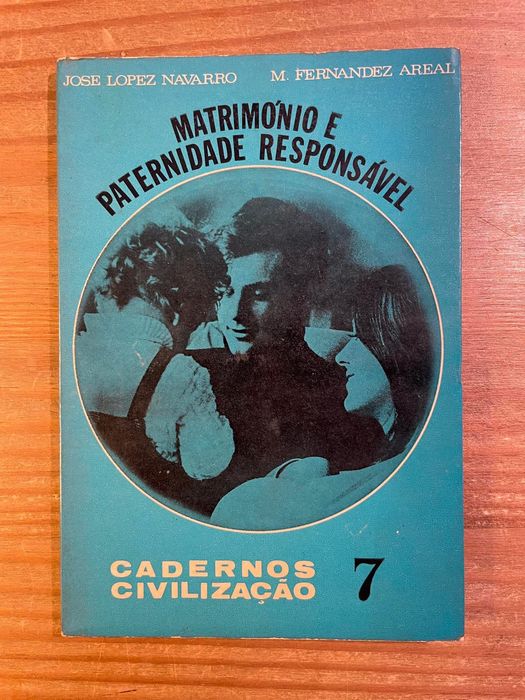 JOSE LOPEZ NAVARRO M. FERNANDEZ AREAL
MATRIMÓNIO E
PATERNIDADE RESPONSÁVEL
CADERNOS
CIVILIZAÇÃO 7